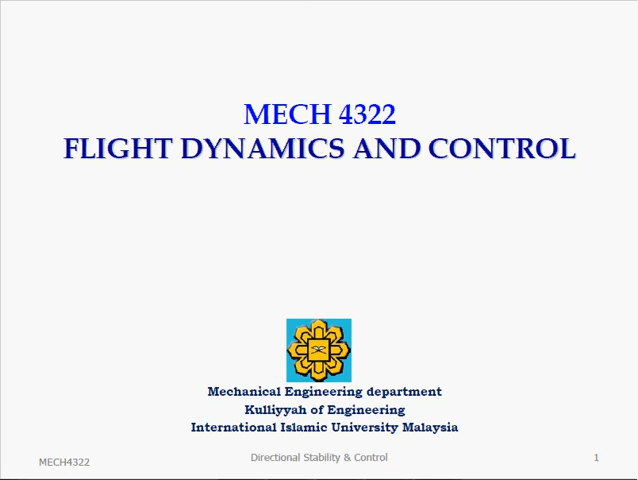 MECH 4322
FLIGHT DYNAMICS AND CONTROL
Mechanical Engineering department
Kulliyyah of Engineering
International Islamic University Malaysia
MECH4322
Directional Stability & Control
1